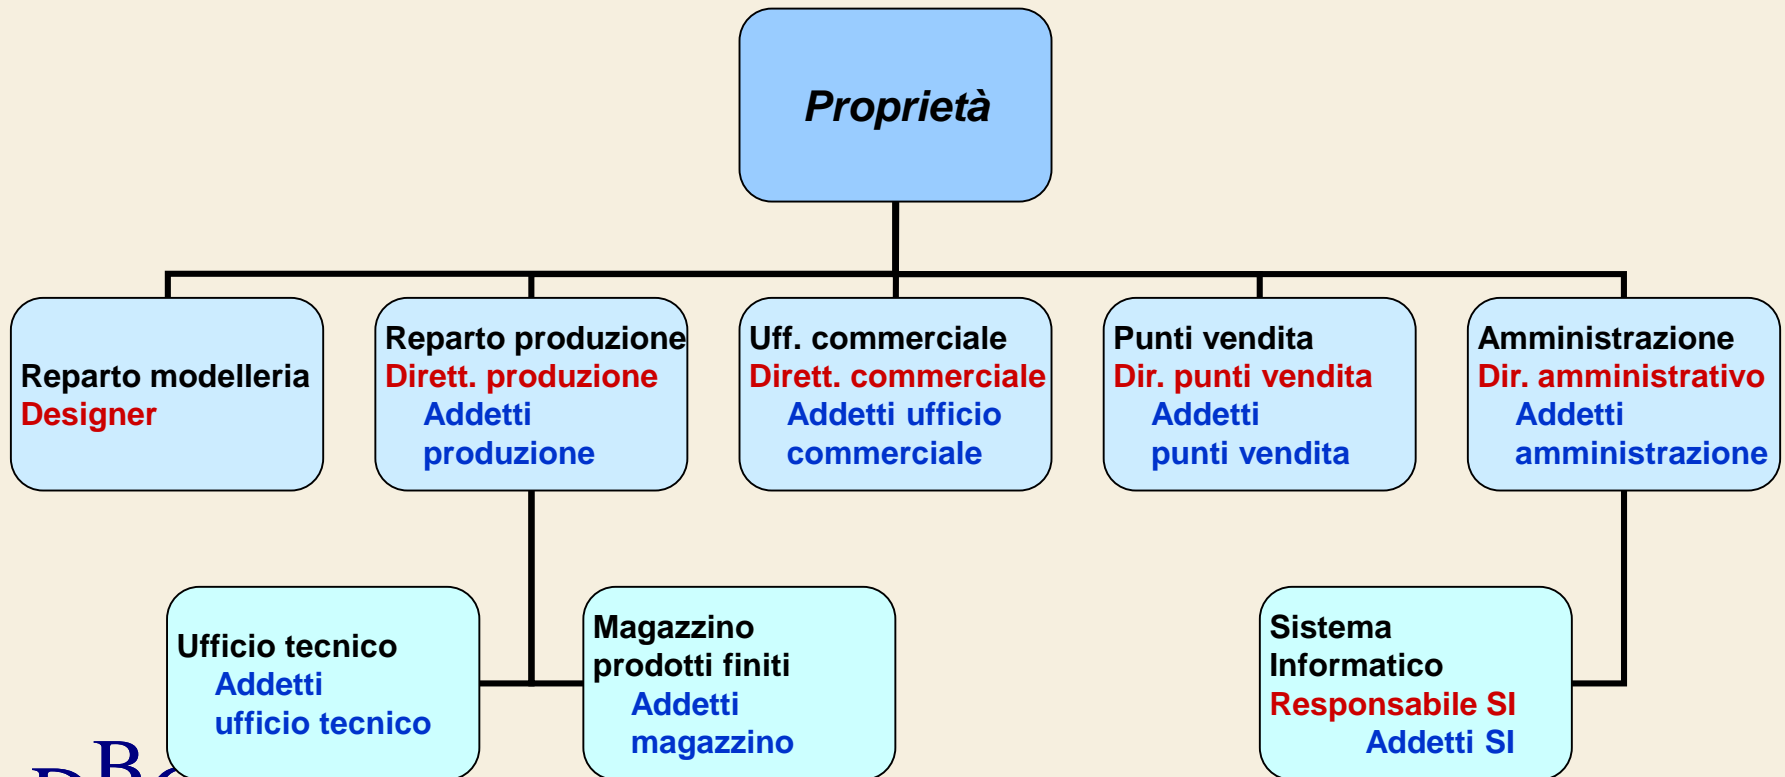 Proprietà
Reparto modelleria
Designer
Reparto produzione
Dirett. produzione
Addetti
produzione
Uff. commerciale
Dirett. commerciale
Addetti ufficio
commerciale
Punti vendita
Dir. punti vendita
Addetti
punti vendita
Amministrazione
Dir. amministrativo
Addetti
amministrazione
Ufficio tecnico
Addetti
ufficio tecnico
Magazzino
prodotti finiti
Addetti
magazzino
Sistema
Informatico
Responsabile SI
Addetti SI